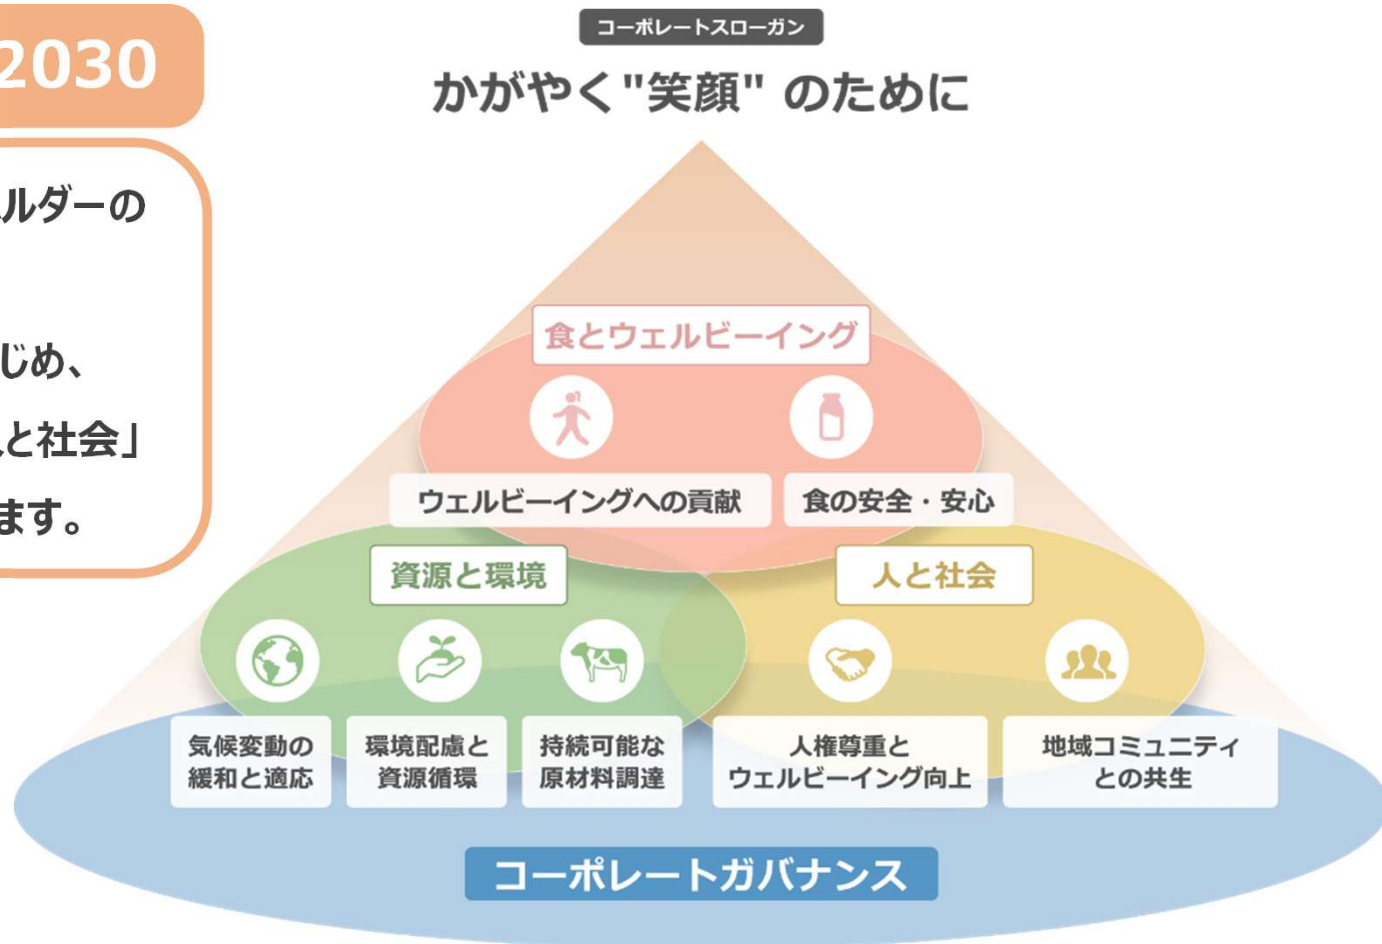 2030
ルダーの
じめ、
と社会」
ます。
コーポレートスローガン
かがやく"笑顔" のために
食とウェルビーイング
ウェルビーイングへの貢献
食の安全・安心
資源と環境
人と社会
気候変動の
緩和と適応
環境配慮と
資源循環
持続可能な
原材料調達
人権尊重と
ウェルビーイング向上
地域コミュニティ
との共生
コーポレートガバナンス